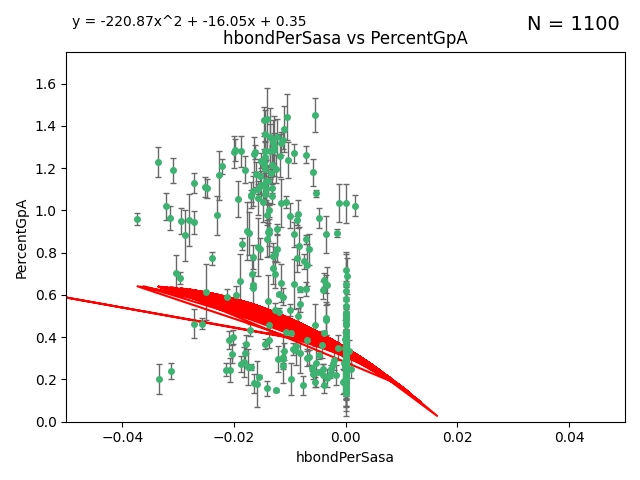 y = -220.87x^2 + -16.05x + 0.35
N = 1100
hbondPerSasa vs PercentGpA
PercentGpA
1.6
1.4
1.2
1.0
0.8
0.6
0.4
0.2
0.0
−0.04
−0.02
0.00
0.02
0.04
hbondPerSasa